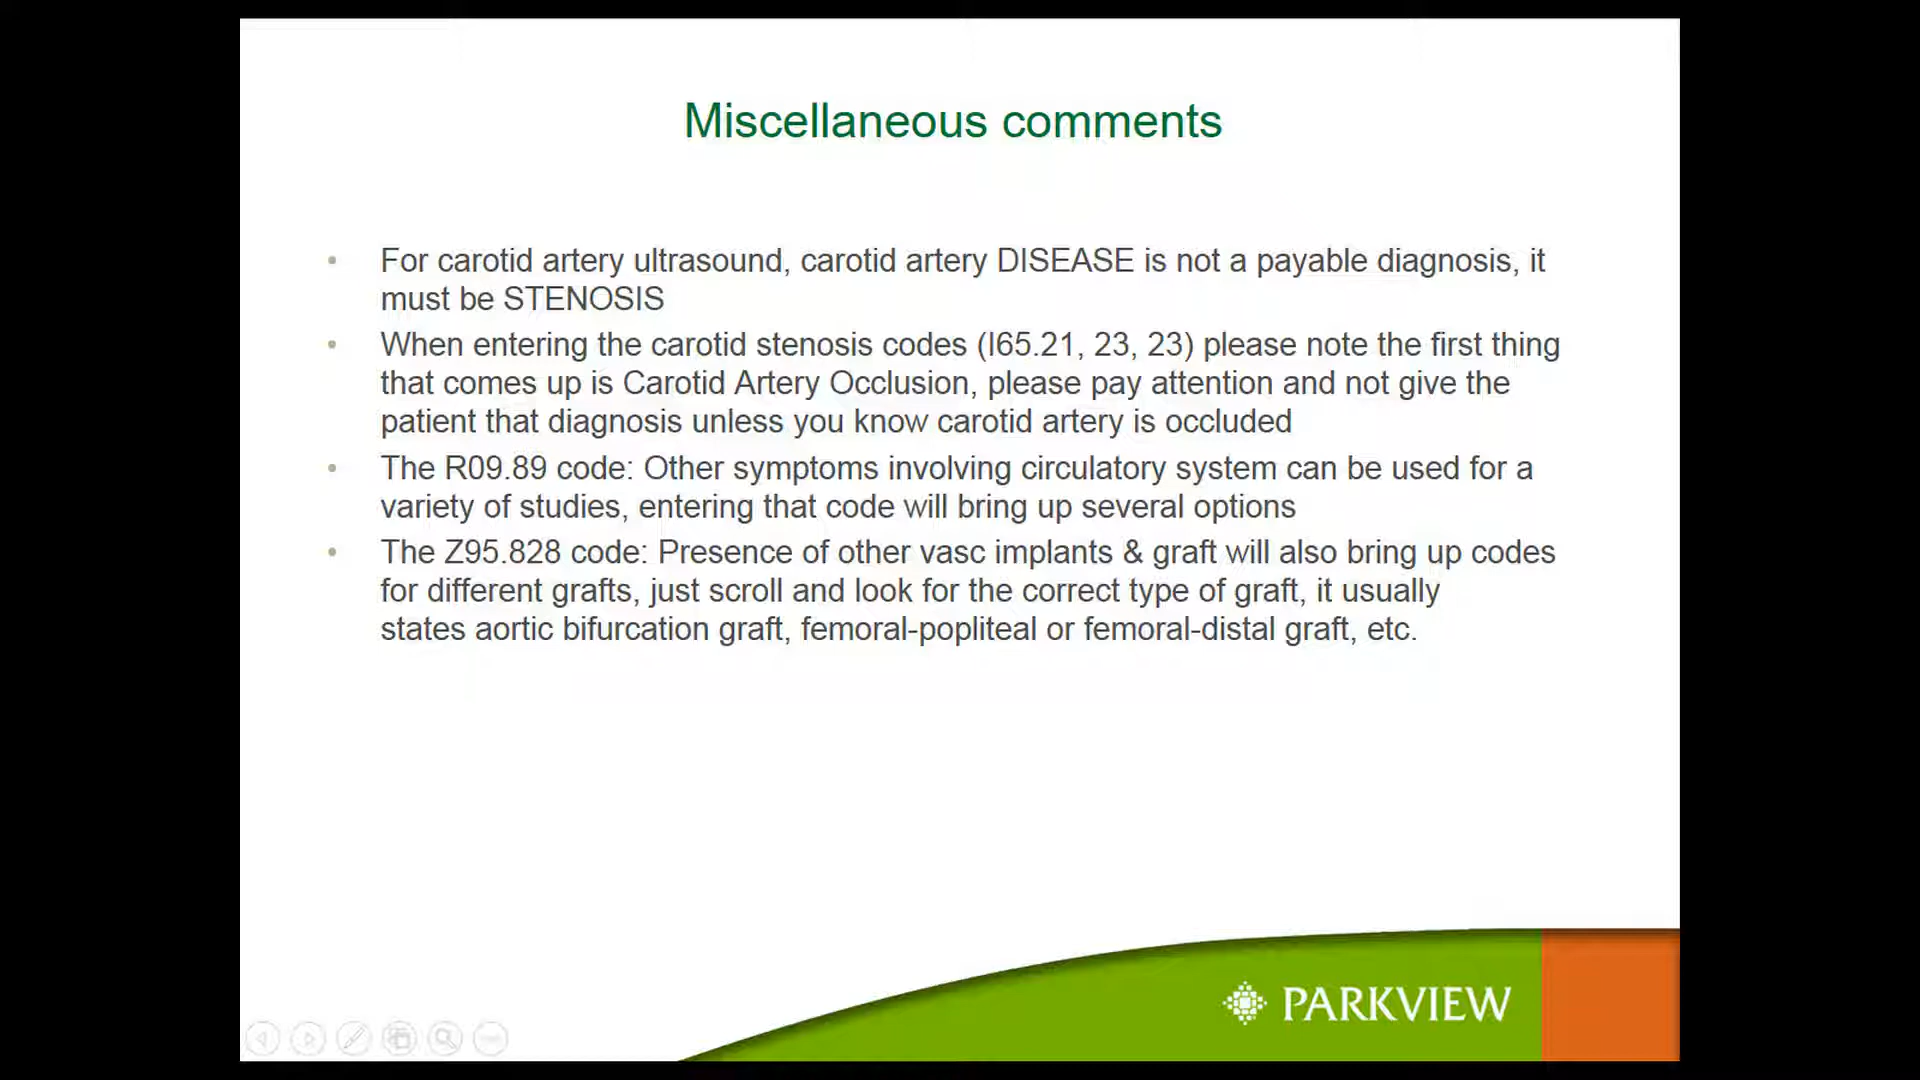 Miscellaneous comments
• For carotid artery ultrasound, carotid artery DISEASE is not a payable diagnosis, it
must be STENOSIS
• When entering the carotid stenosis codes (I65.21, 23, 23) please note the first thing
that comes up is Carotid Artery Occlusion, please pay attention and not give the
patient that diagnosis unless you know carotid artery is occluded
• The R09.89 code: Other symptoms involving circulatory system can be used for a
variety of studies, entering that code will bring up several options
• The Z95.828 code: Presence of other vasc implants & graft will also bring up codes
for different grafts, just scroll and look for the correct type of graft, it usually
states aortic bifurcation graft, femoral-popliteal or femoral-distal graft, etc.
PARKVIEW